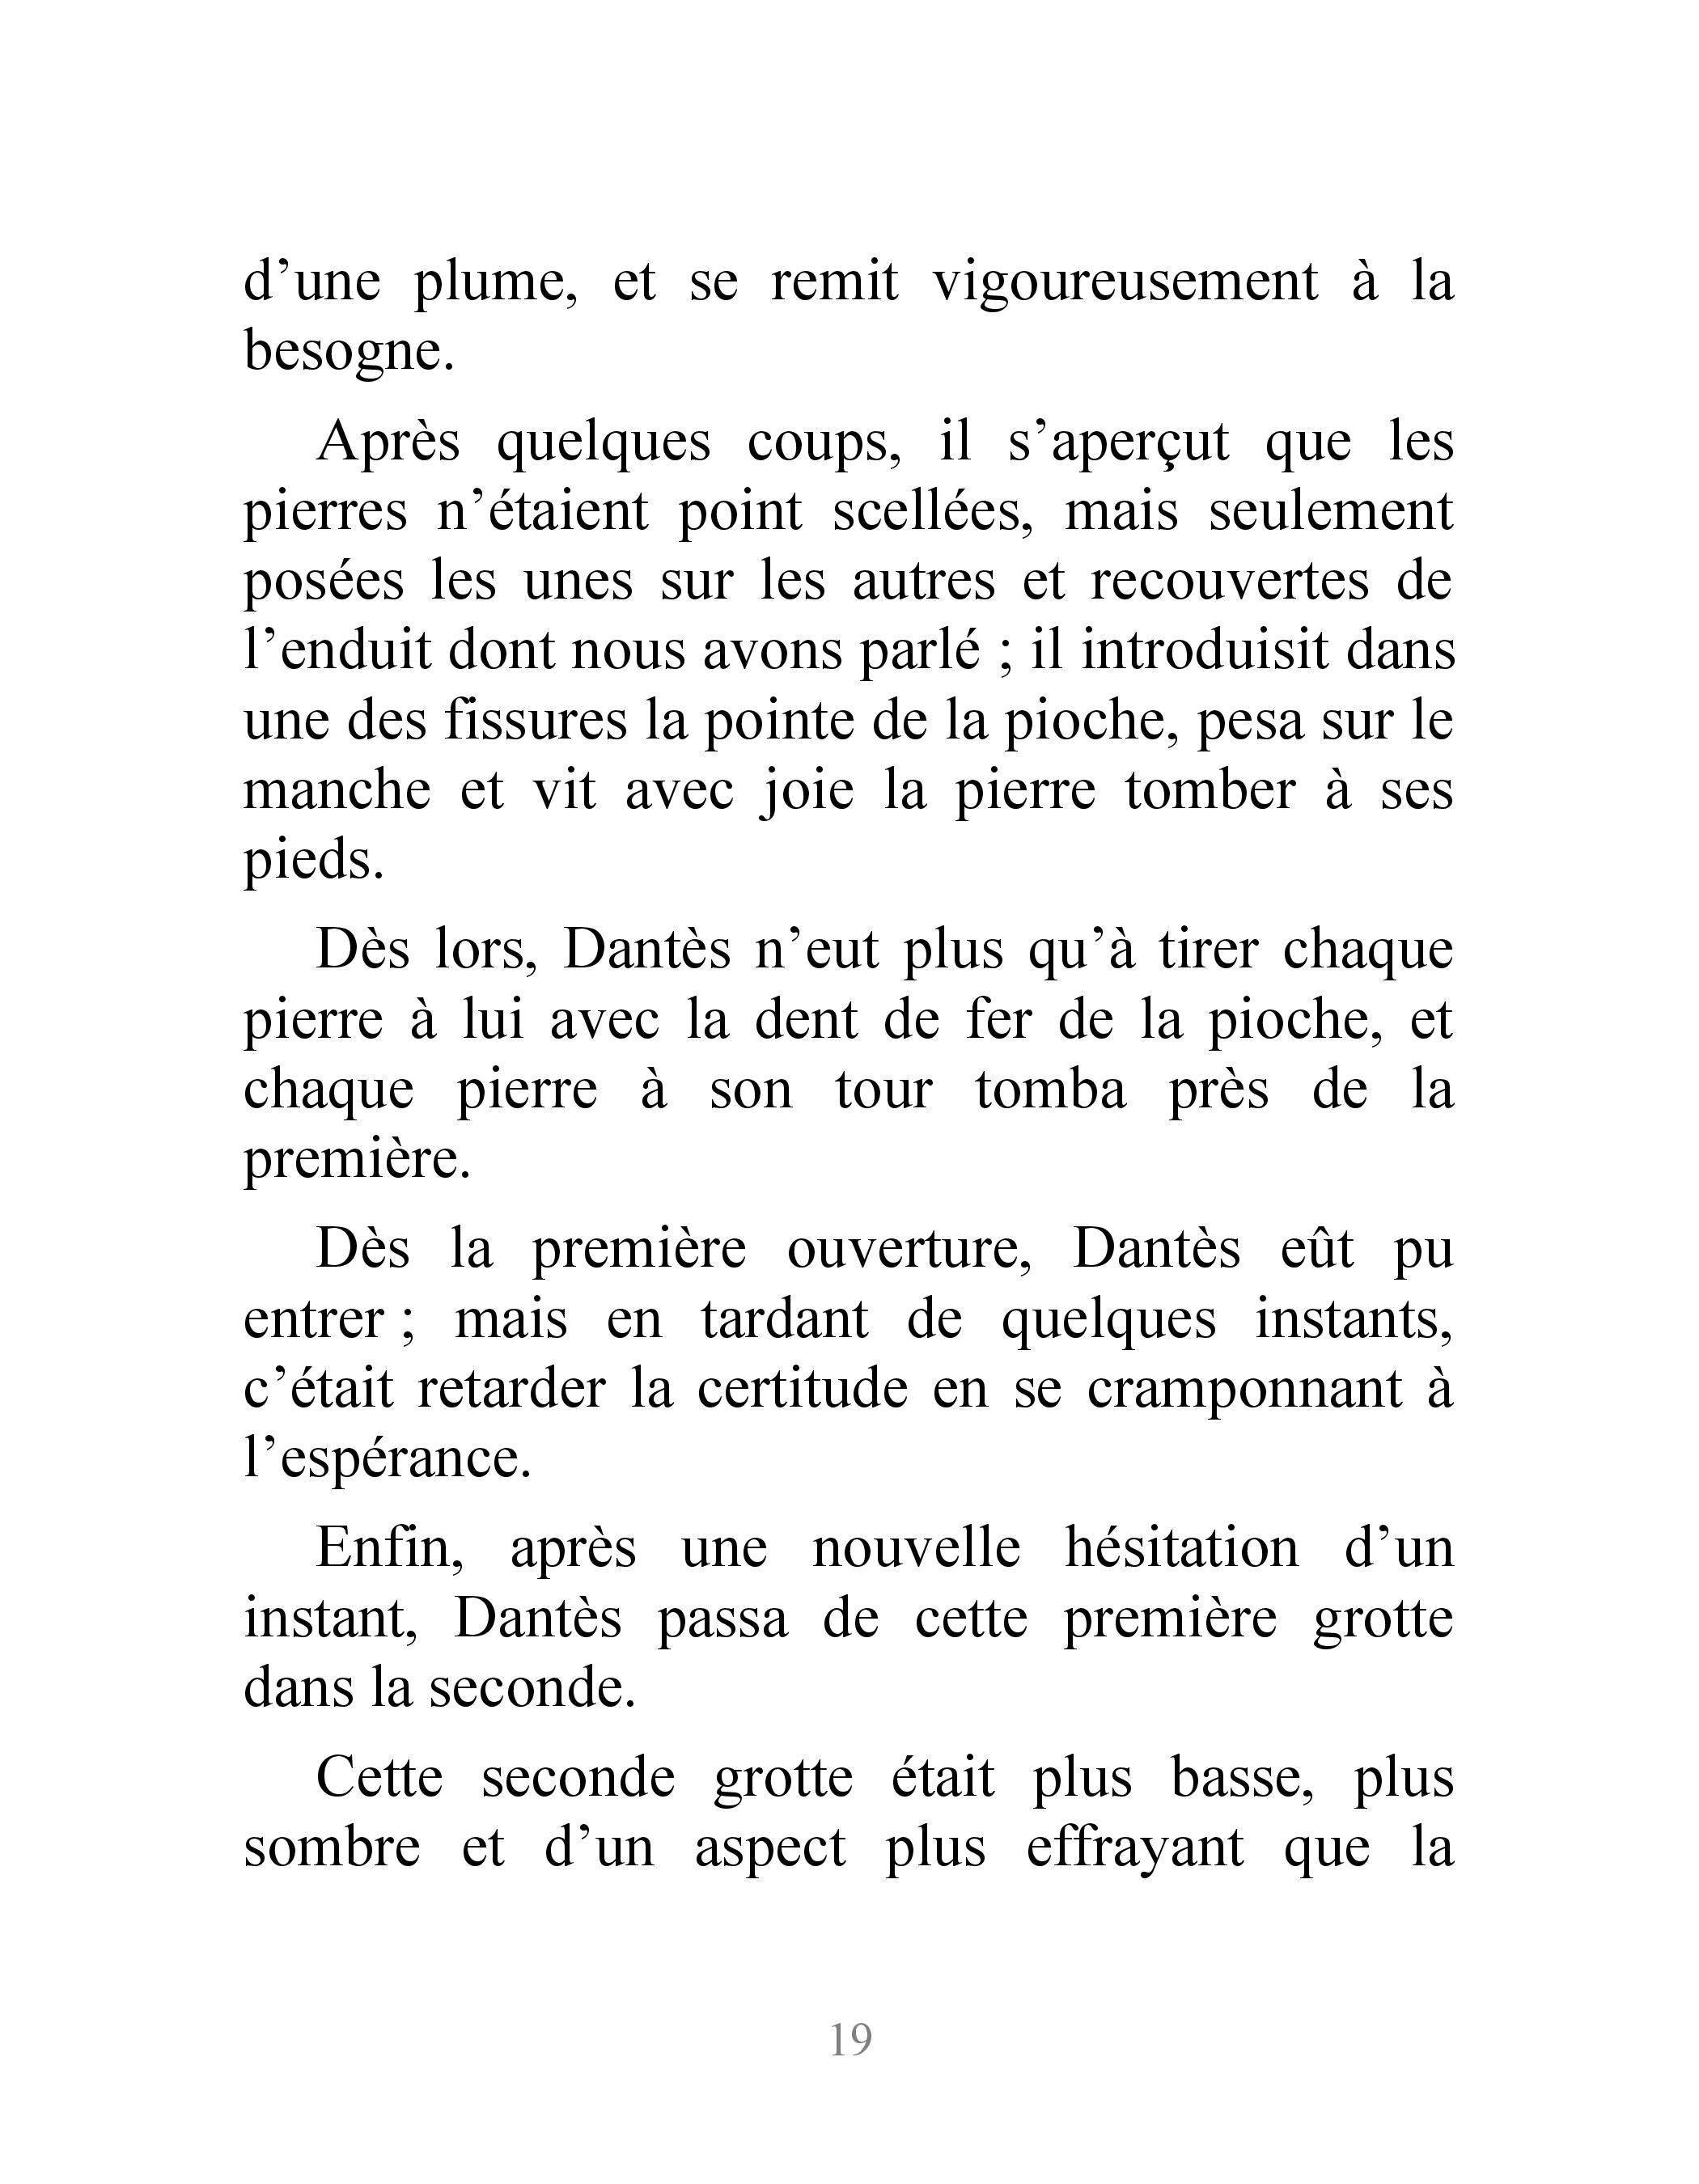 d’une plume, et se remit vigoureusement à la
besogne.
Après quelques coups, il s’aperçut que les
pierres n’étaient point scellées, mais seulement
posées les unes sur les autres et recouvertes de
l’enduit dont nous avons parlé ; il introduisit dans
une des fissures la pointe de la pioche, pesa sur le
manche et vit avec joie la pierre tomber à ses
pieds.
Dès lors, Dantès n’eut plus qu’à tirer chaque
pierre à lui avec la dent de fer de la pioche, et
chaque pierre à son tour tomba près de la
première.
Dès la première ouverture, Dantès eût pu
entrer ; mais en tardant de quelques instants,
c’était retarder la certitude en se cramponnant à
l’espérance.
Enfin, après une nouvelle hésitation d’un
instant, Dantès passa de cette première grotte
dans la seconde.
Cette seconde grotte était plus basse, plus
sombre et d’un aspect plus effrayant que la
19